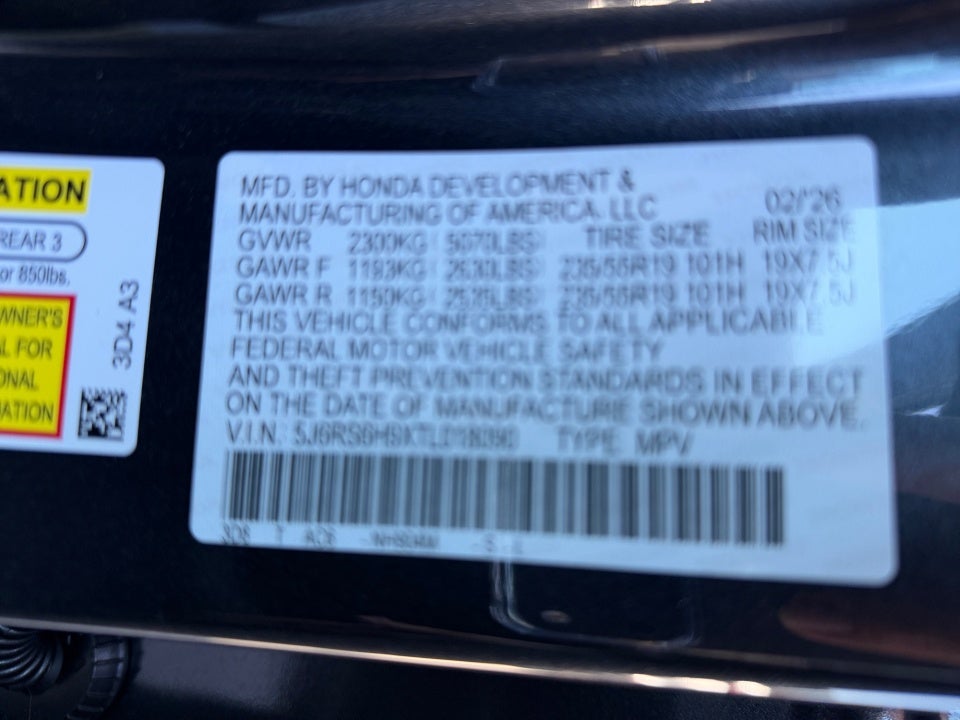 ATION
REAR 3
or 850lbs.
WNER'S
AL FOR
ONAL
MATION
3D4 A3
MFD. BY HONDA DEVELOPMENT &
MANUFACTURING OF AMERICA, LLC 02/'26
GVWR 2300KG (5070LBS) TIRE SIZE RIM SIZE
GAWR F 1193KG (2630LBS) 235/55R19 101H 19X7.5J
GAWR R 1150KG 235/55R19 101H 19X7.5J
THIS VEHICLE CONFORMS TO ALL APPLICABLE
FEDERAL MOTOR VEHICLE SAFETY
AND THEFT PREVENTION STANDARDS IN EFFECT
ON THE DATE OF MANUFACTURE SHOWN ABOVE.
V.I.N. TYPE MPV